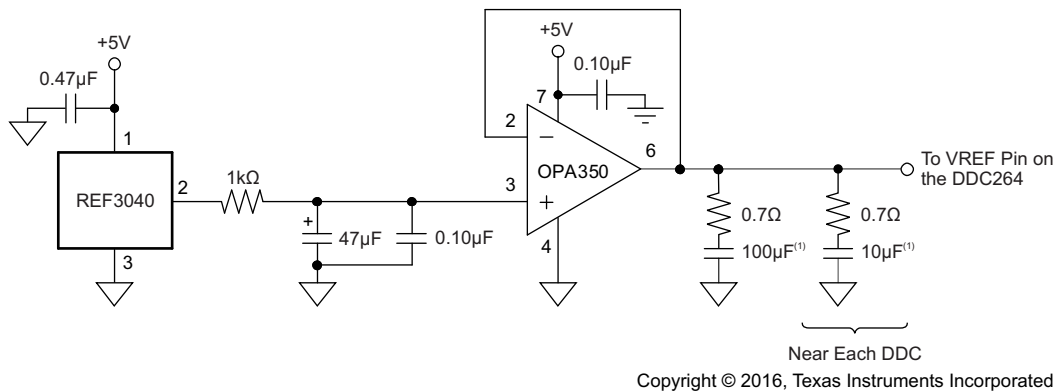 +5V
0.47µF
1
REF3040
2
3
1kΩ
+
47µF
0.10µF
+5V
0.10µF
7
2
−
OPA350
6
3
+
4
To VREF Pin on
the DDC264
0.7Ω
100µF(1)
0.7Ω
10µF(1)
Near Each DDC
Copyright © 2016, Texas Instruments Incorporated